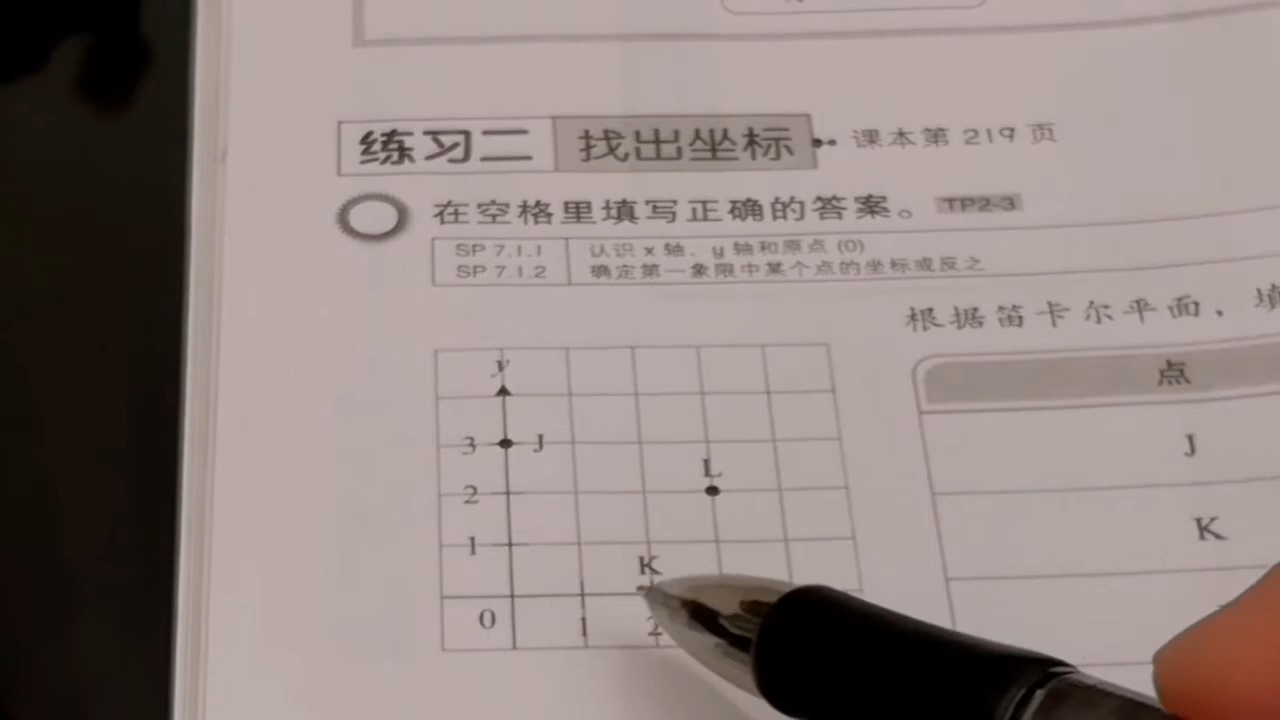 练习二 找出坐标 课本第 219 页
在空格里填写正确的答案。 TP2-3
SP 7.1.1 认识 x 轴、y 轴和原点 (0)
SP 7.1.2 确定第一象限中某个点的坐标或反之
根据笛卡尔平面，填
点
y
3 J
J
L
2
K
1
K
0 1 2